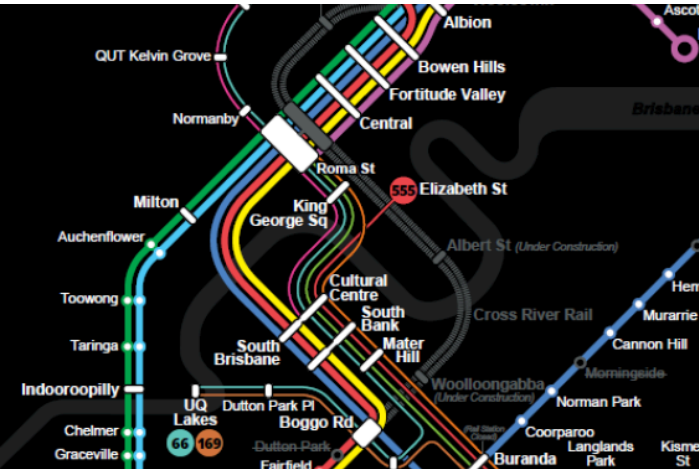 Ascot
Albion
QUT Kelvin Grove
Bowen Hills
Fortitude Valley
Brisbane
Normanby
Central
Roma St
555 Elizabeth St
Milton
King
George Sq
Auchenflower
Albert St (Under Construction)
Cultural
Centre
Toowong
South
Bank
Cross River Rail
Murarrie
Cannon Hill
Taringa
South
Brisbane
Mater
Hill
Morningside
Indooroopilly
Woolloongabba
(Under Construction)
UQ
Lakes
Dutton Park Pl
Norman Park
66 169
Boggo Rd
(Rail Station
Closed)
Chelmer
Coorparoo
Dutton Park
Graceville
Fairfield
Buranda
Langlands
Park
St